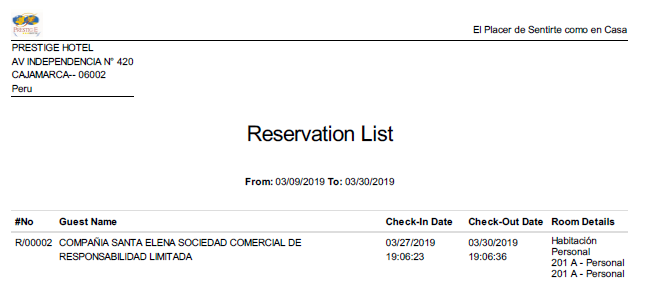 PRESTIGE
El Placer de Sentirte como en Casa
PRESTIGE HOTEL
AV INDEPENDENCIA N° 420
CAJAMARCA-- 06002
Peru
Reservation List
From: 03/09/2019 To: 03/30/2019
#No Guest Name Check-In Date Check-Out Date Room Details
R/00002 COMPAÑIA SANTA ELENA SOCIEDAD COMERCIAL DE 03/27/2019 03/30/2019 Habitación
Personal
RESPONSABILIDAD LIMITADA 19:06:23 19:06:36 201 A - Personal
201 A - Personal